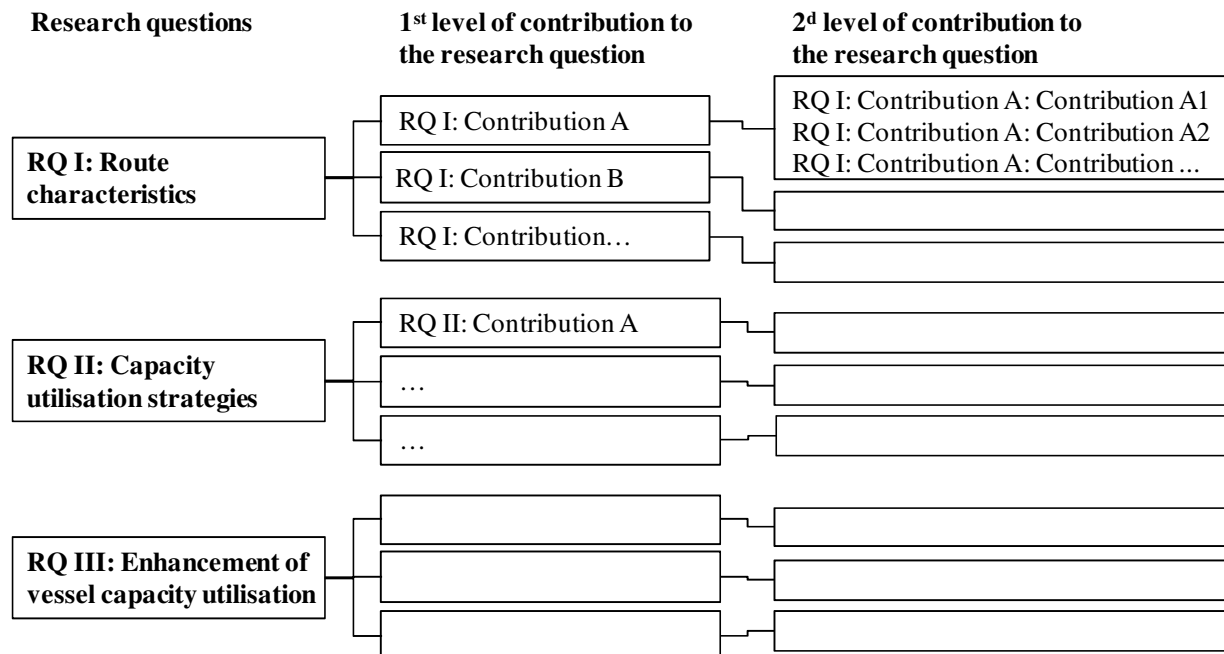 Research questions
1st level of contribution to
the research question
2d level of contribution to
the research question
RQ I: Route
characteristics
RQ I: Contribution A
RQ I: Contribution B
RQ I: Contribution…
RQ I: Contribution A: Contribution A1
RQ I: Contribution A: Contribution A2
RQ I: Contribution A: Contribution …
RQ II: Capacity
utilisation strategies
RQ II: Contribution A
…
…
RQ III: Enhancement of
vessel capacity utilisation